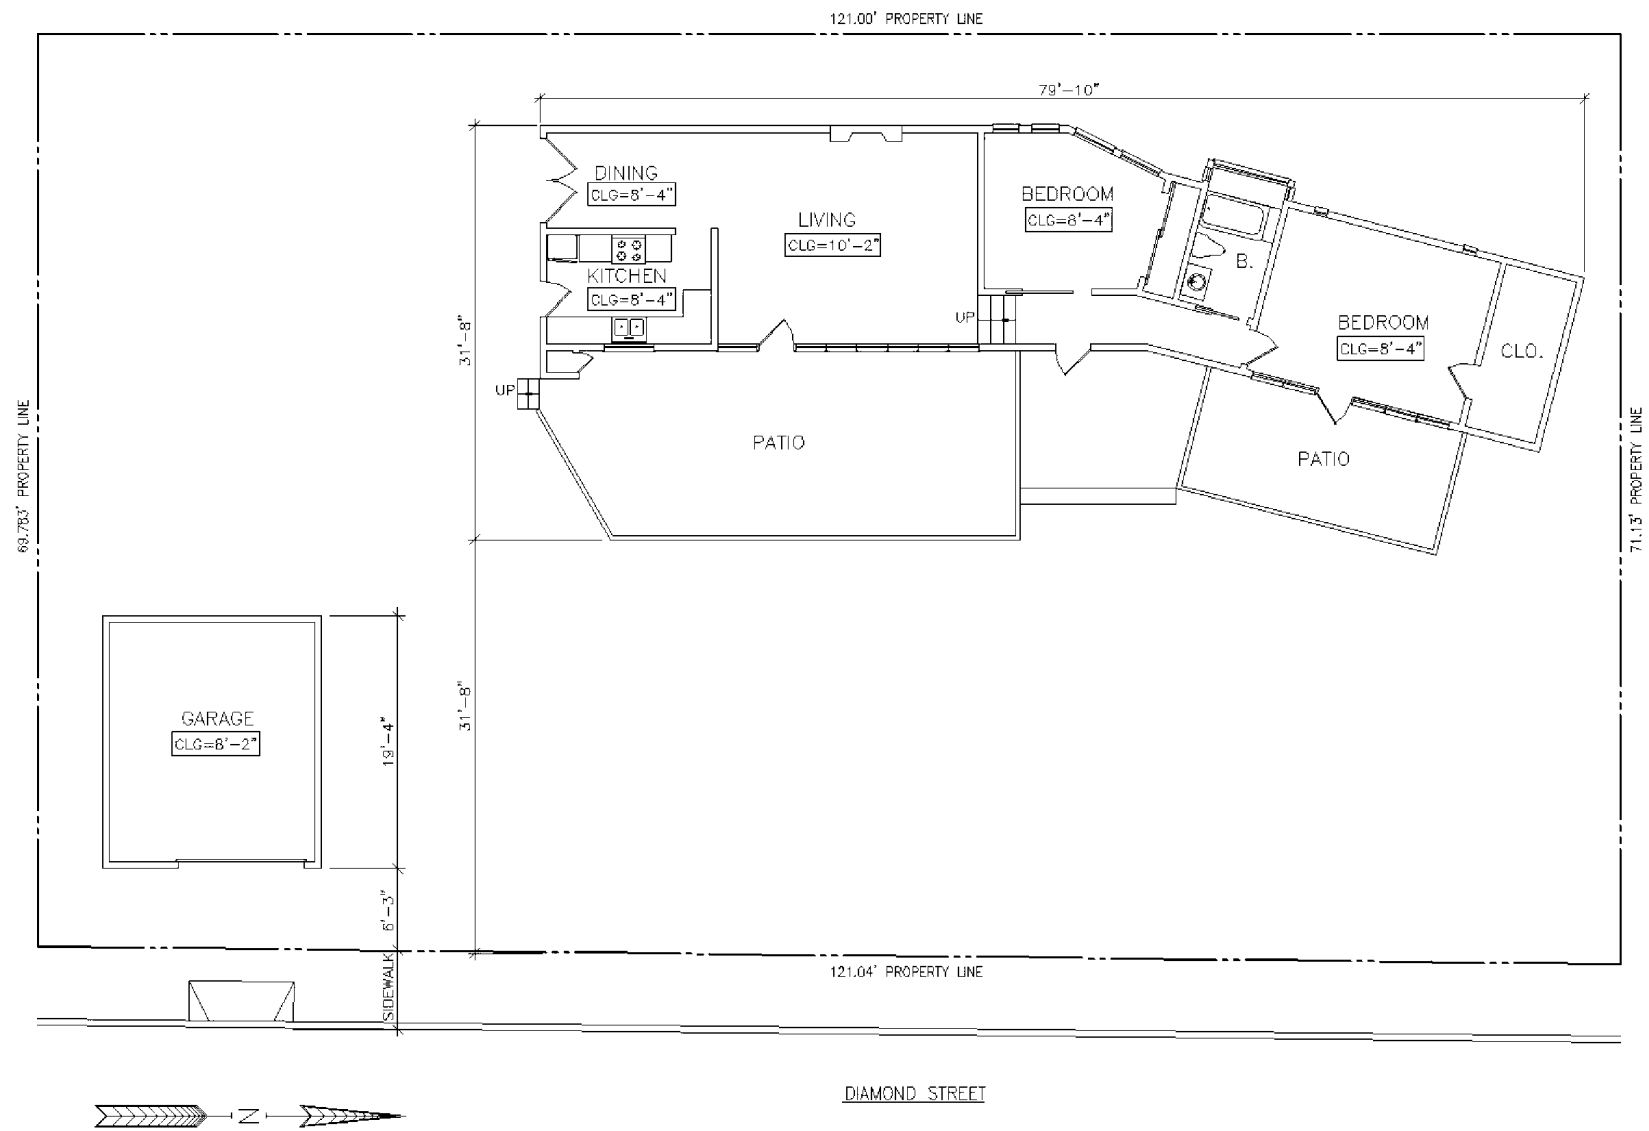 121.00' PROPERTY LINE
79'-10"
DINING
CLG=8'-4"
LIVING
CLG=10'-2"
BEDROOM
CLG=8'-4"
B.
KITCHEN
CLG=8'-4"
UP
BEDROOM
CLG=8'-4"
CLO.
31'-8"
UP
PATIO
PATIO
69.783' PROPERTY LINE
71.13' PROPERTY LINE
31'-8"
GARAGE
CLG=8'-2"
19'-4"
6'-3"
121.04' PROPERTY LINE
SIDEWALK
DIAMOND STREET
N